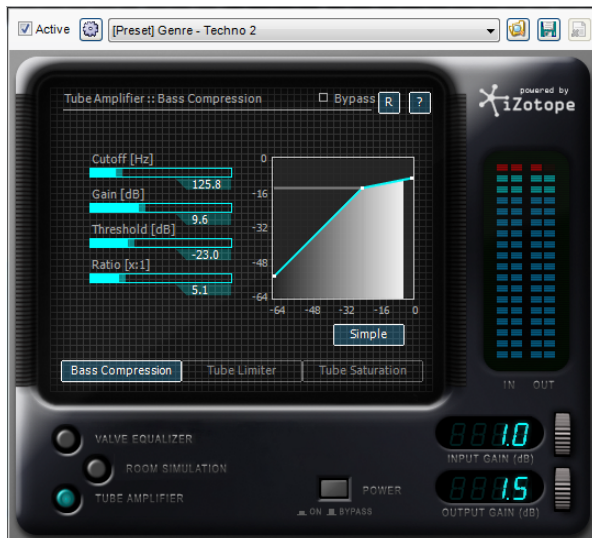 Active [Preset] Genre - Techno 2
powered by
iZotope
Tube Amplifier :: Bass Compression Bypass R ?
Cutoff [Hz]
125.8
Gain [dB]
9.6
Threshold [dB]
-23.0
Ratio [x:1]
5.1
0
-16
-32
-48
-64
-64 -48 -32 -16 0
Simple
Bass Compression Tube Limiter Tube Saturation
IN OUT
VALVE EQUALIZER
ROOM SIMULATION
TUBE AMPLIFIER
POWER
ON BYPASS
1.0
INPUT GAIN (dB)
1.5
OUTPUT GAIN (dB)